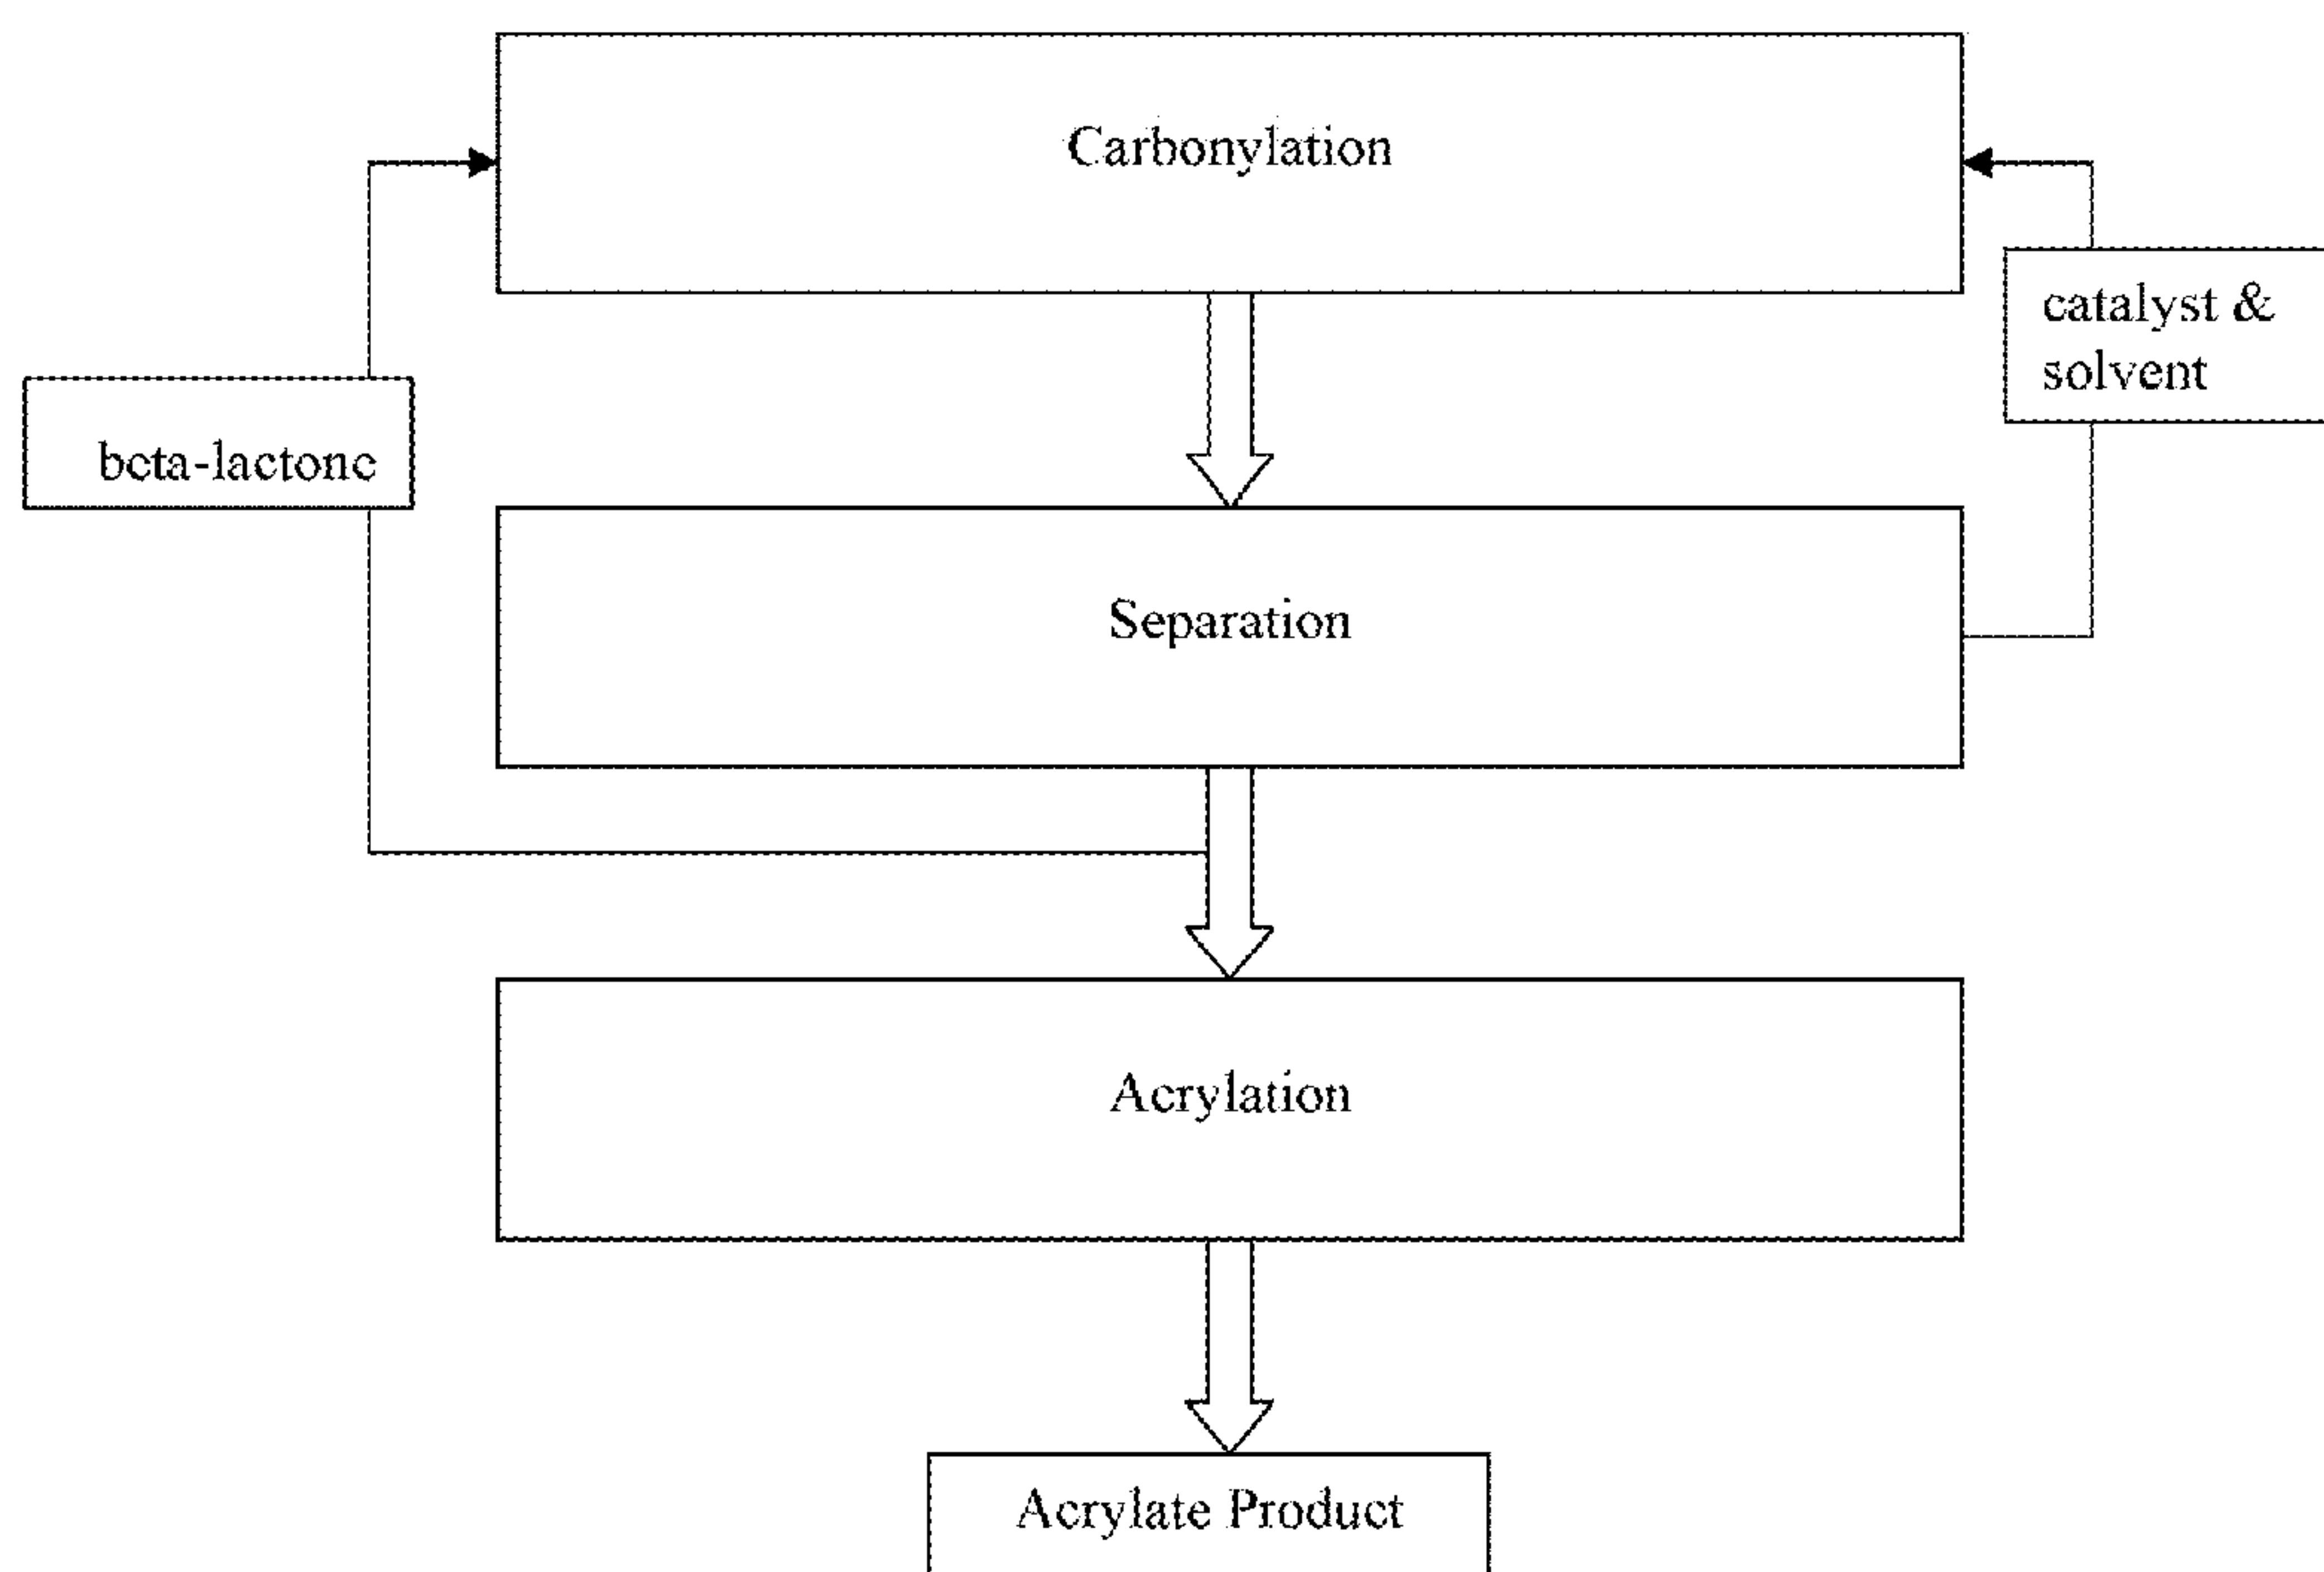 Carbonylation
catalyst &
solvent
beta-lactone
Separation
Acrylation
Acrylate Product